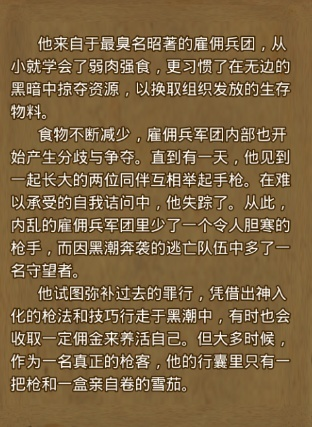 他来自于最臭名昭著的雇佣兵团，从
小就学会了弱肉强食，更习惯了在无边的
黑暗中掠夺资源，以换取组织发放的生存
物料。
食物不断减少，雇佣兵军团内部也开
始产生分歧与争夺。直到有一天，他见到
一起长大的两位同伴互相举起手枪。在难
以承受的自我诘问中，他失踪了。从此，
内乱的雇佣兵军团里少了一个令人胆寒的
枪手，而因黑潮奔袭的逃亡队伍中多了一
名守望者。
他试图弥补过去的罪行，凭借出神入
化的枪法和技巧行走于黑潮中，有时也会
收取一定佣金来养活自己。但大多时候，
作为一名真正的枪客，他的行囊里只有一
把枪和一盒亲自卷的雪茄。